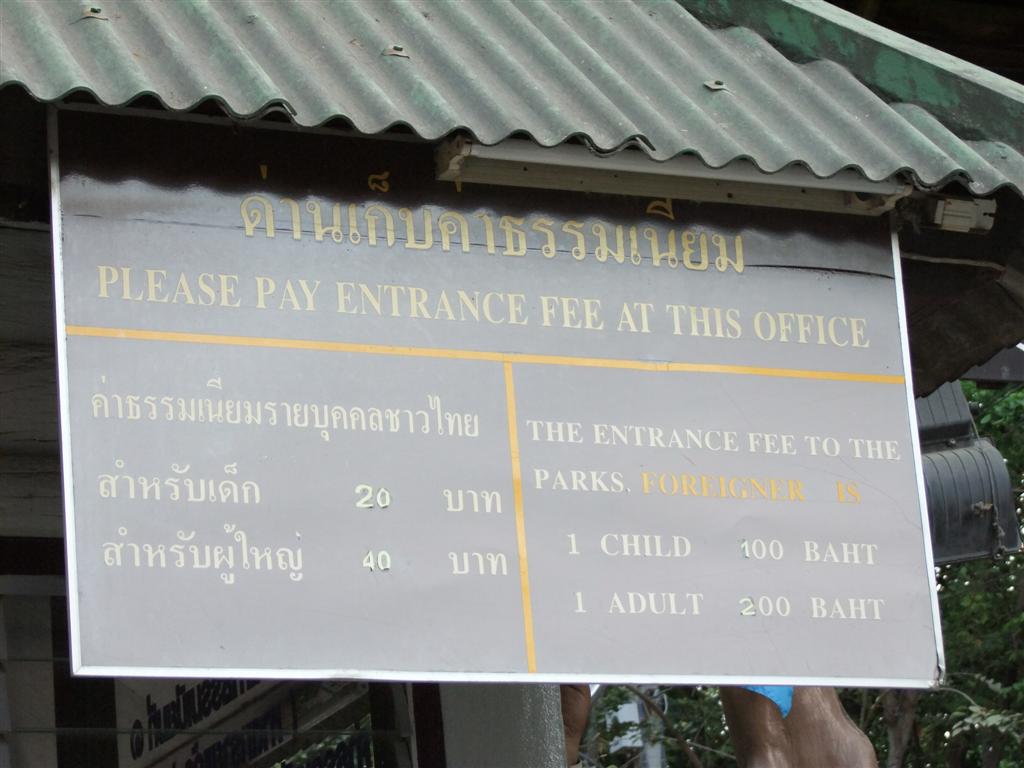 ด่านเก็บค่าธรรมเนียม
PLEASE PAY ENTRANCE FEE AT THIS OFFICE
ค่าธรรมเนียมรายบุคคลชาวไทย
สำหรับเด็ก 20 บาท
สำหรับผู้ใหญ่ 40 บาท
THE ENTRANCE FEE TO THE
PARKS. FOREIGNER IS
1 CHILD 100 BAHT
1 ADULT 200 BAHT